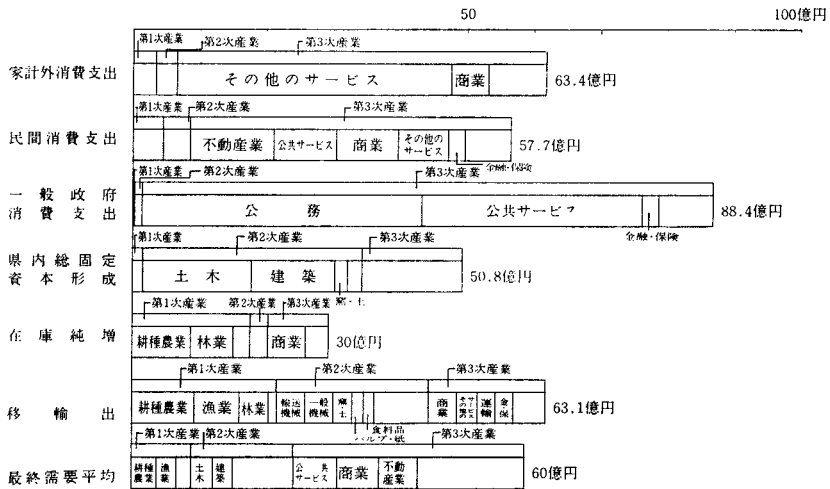 50 100億円
第1次産業 第2次産業 第3次産業
家計外消費支出 その他のサービス 商業 63.4億円
第1次産業 第2次産業 第3次産業
民間消費支出 不動産業 公共サービス 商業 その他のサービス 57.7億円
金融・保険
第1次産業 第2次産業 第3次産業
一般政府消費支出 公務 公共サービス 88.4億円
金融・保険
第1次産業 第2次産業 第3次産業
県内総固定資本形成 土木 建築 50.8億円
窯・土
第1次産業 第2次産業 第3次産業
在庫純増 耕種農業 林業 商業 30億円
第1次産業 第2次産業 第3次産業
移輸出 耕種農業 漁業 林業 輸送機械 一般機械 窯・土 商業 その他のサービス 運輸 金保 63.1億円
食料品
パルプ・紙
第1次産業 第2次産業 第3次産業
最終需要平均 耕種農業 漁業 土木 建築 公共サービス 商業 不動産業 60億円